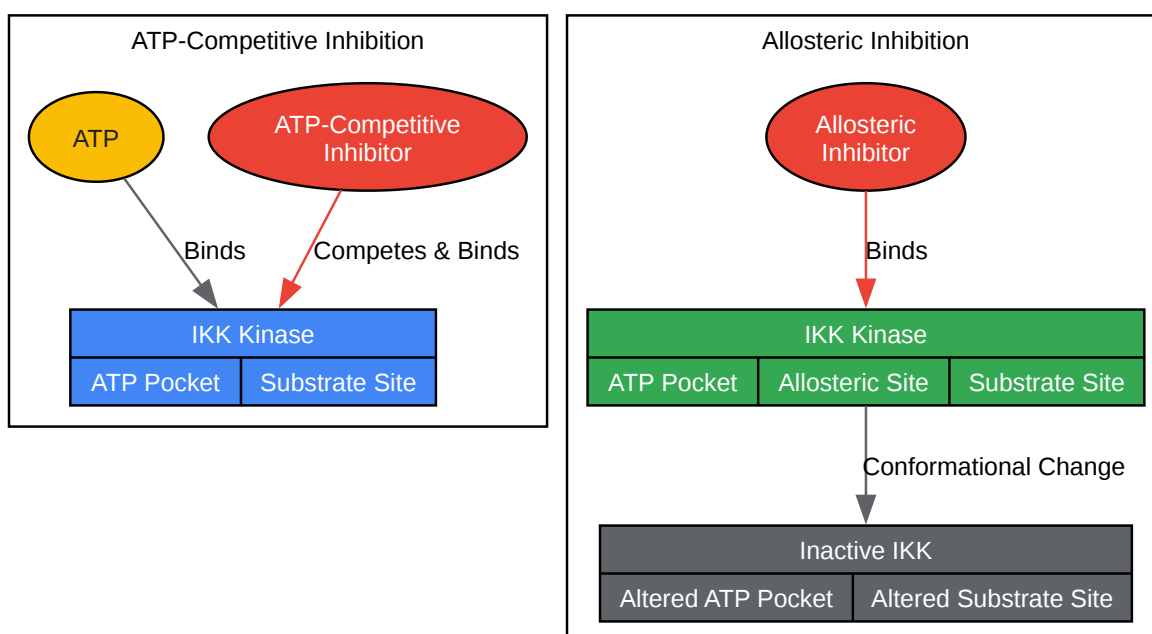 ATP-Competitive Inhibition
ATP
ATP-Competitive
Inhibitor
Binds
Competes & Binds
IKK Kinase
ATP Pocket
Substrate Site
Allosteric Inhibition
Allosteric
Inhibitor
Binds
IKK Kinase
ATP Pocket
Allosteric Site
Substrate Site
Conformational Change
Inactive IKK
Altered ATP Pocket
Altered Substrate Site